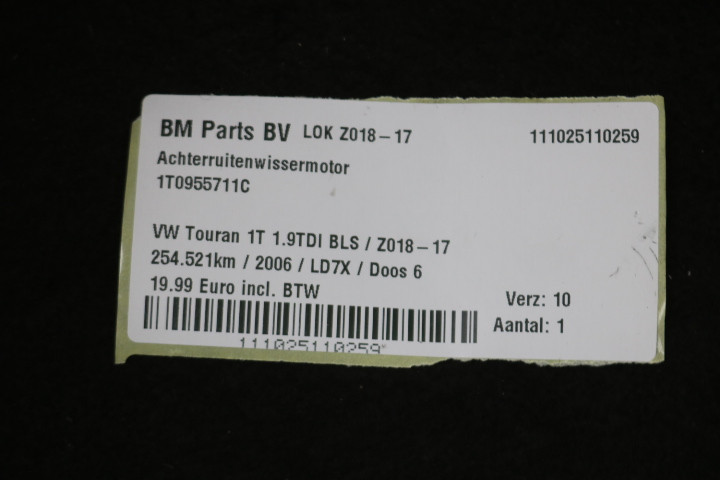 BM Parts BV LOK Z018-17 111025110259
Achterruitenwissermotor
1T0955711C
VW Touran 1T 1.9TDI BLS / Z018-17
254.521km / 2006 / LD7X / Doos 6
19.99 Euro incl. BTW
Verz: 10
Aantal: 1
111025110259*